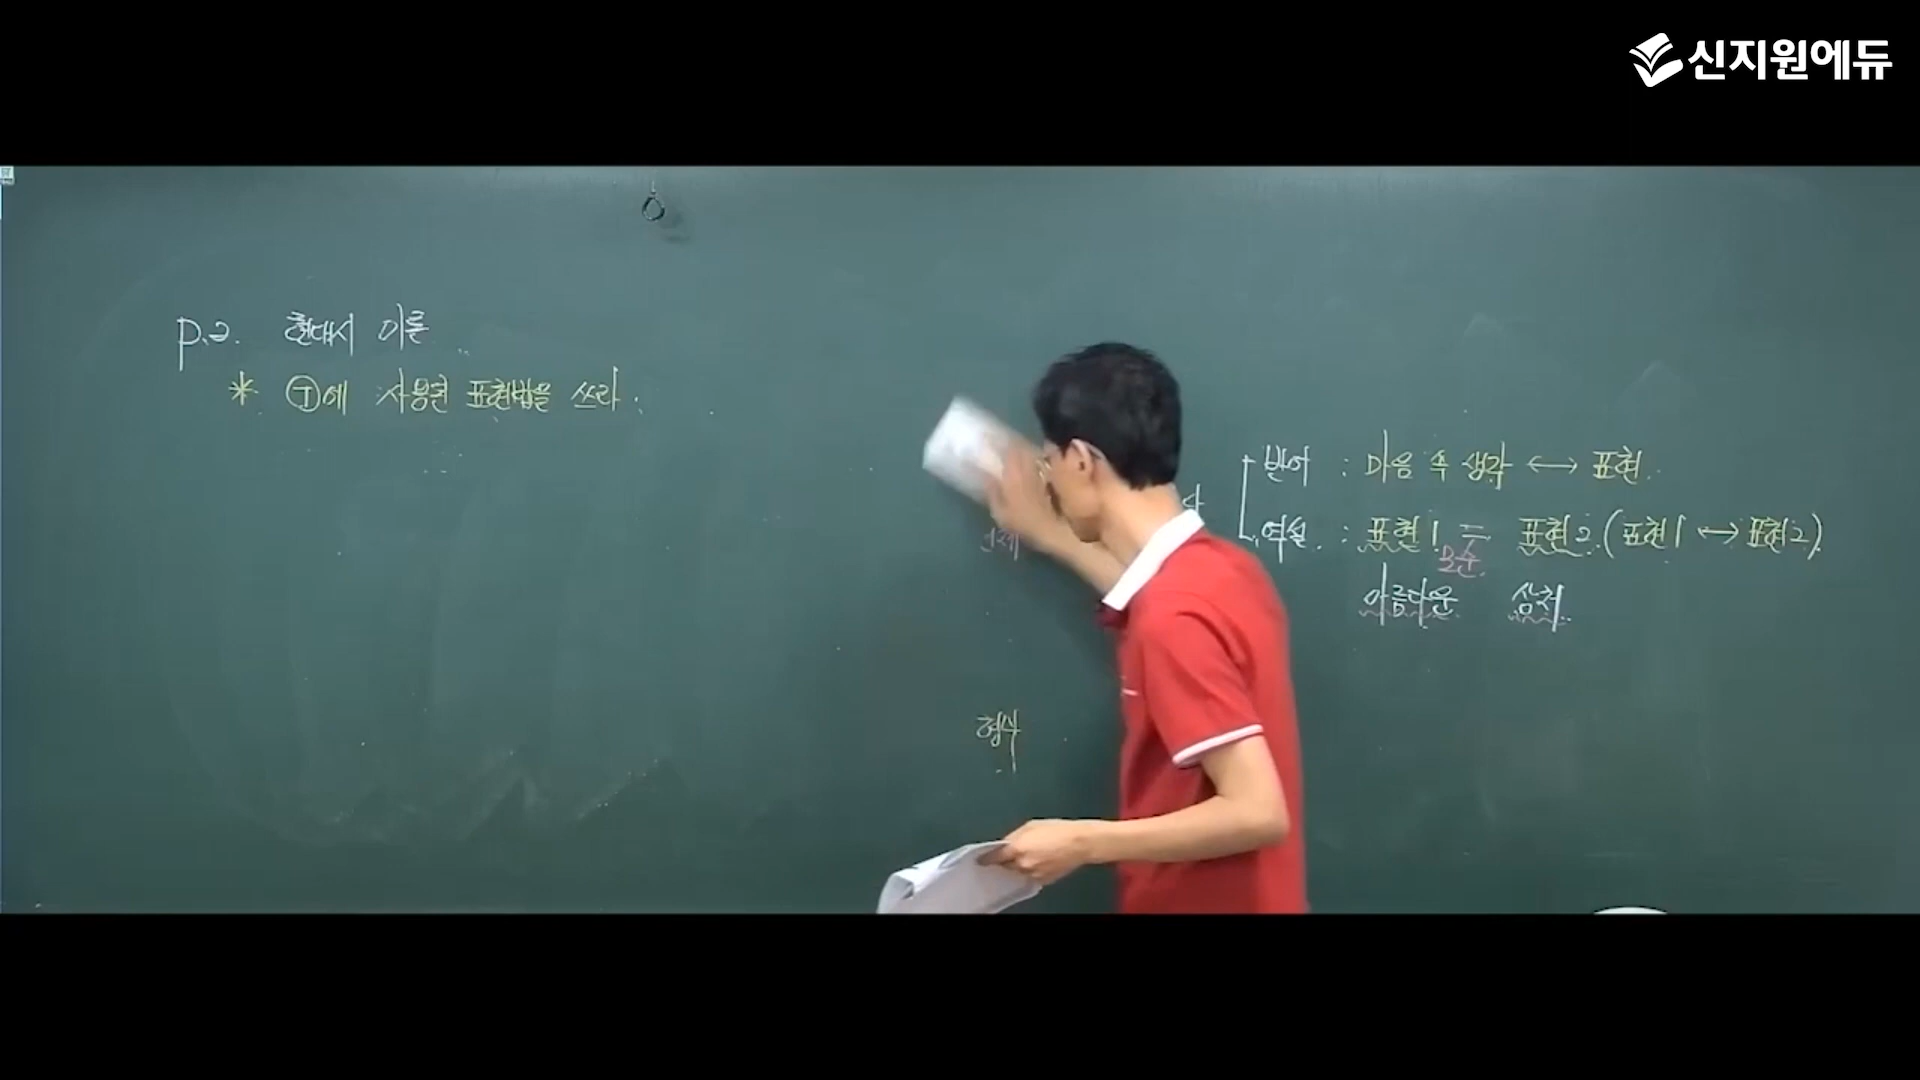 신지원에듀
p.2. 현대시 이론
* ㉠에 사용된 표현법을 쓰라.
반어 : 마음 속 생각 ↔ 표현.
역설 : 표현1 = 표현2 (표현1 ↔ 표현2)
모순.
아름다운 상처
형식